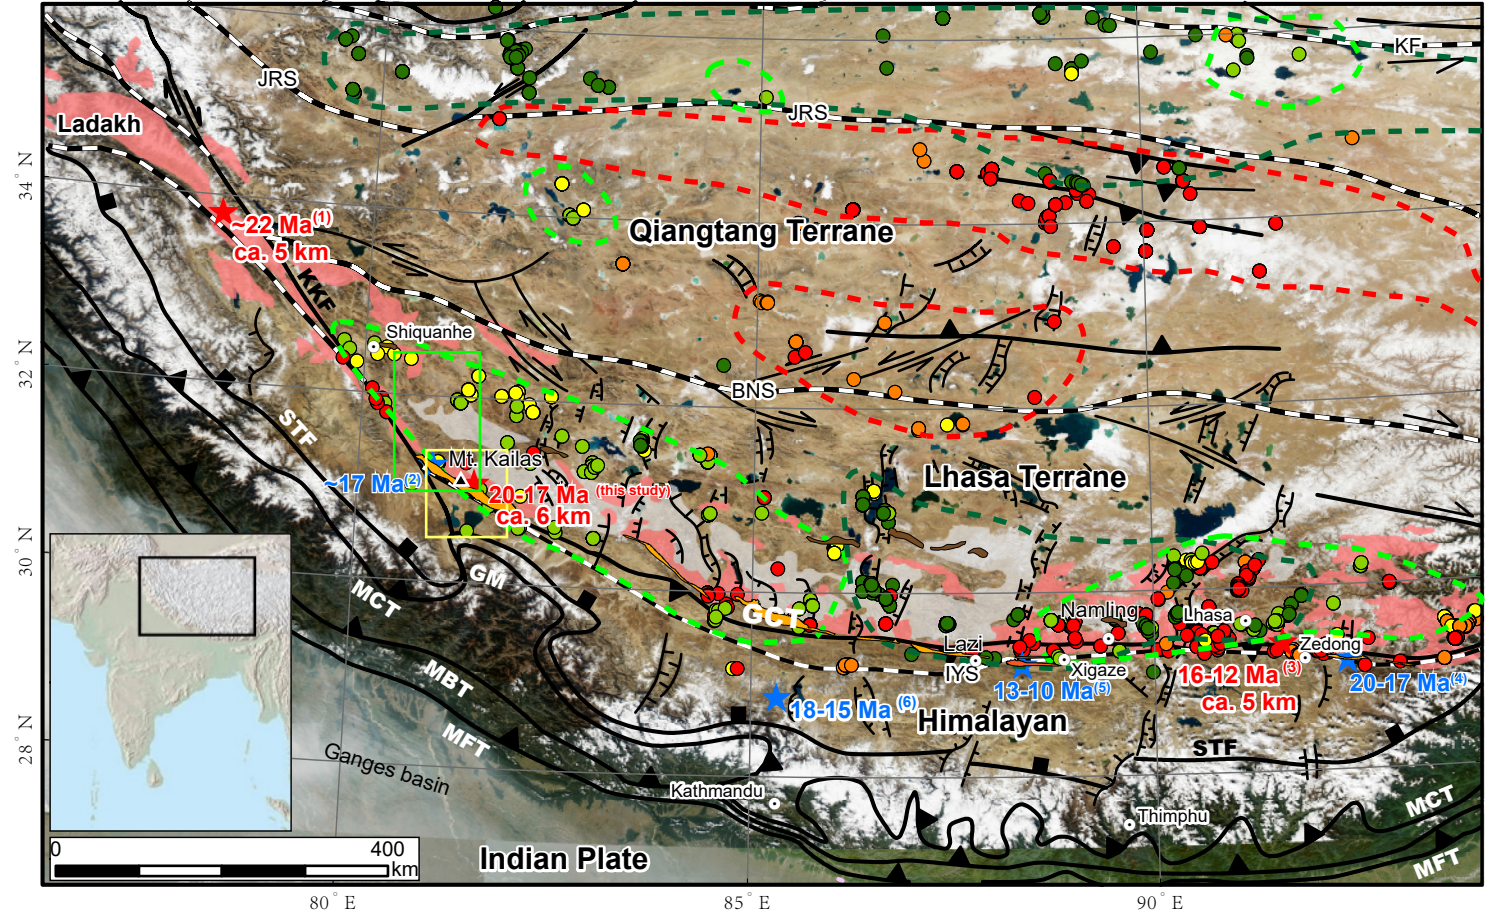 KF
JRS
JRS
Ladakh
34 °N
~22 Ma(1)
ca. 5 km
Qiangtang Terrane
KKF
Shiquanhe
32 °N
BNS
STF
Mt. Kailas
~17 Ma(2)
20-17 Ma (this study)
ca. 6 km
Lhasa Terrane
30 °N
GM
MCT
GCT
Namling
Lhasa
Lazi
Zedong
IYS
Xigaze
16-12 Ma (3)
ca. 5 km
13-10 Ma(5)
20-17 Ma(4)
MBT
18-15 Ma (6)
Himalayan
28 °N
MFT
STF
Ganges basin
Kathmandu
Thimphu
MCT
MFT
0 400
km
Indian Plate
80 °E 85 °E 90 °E